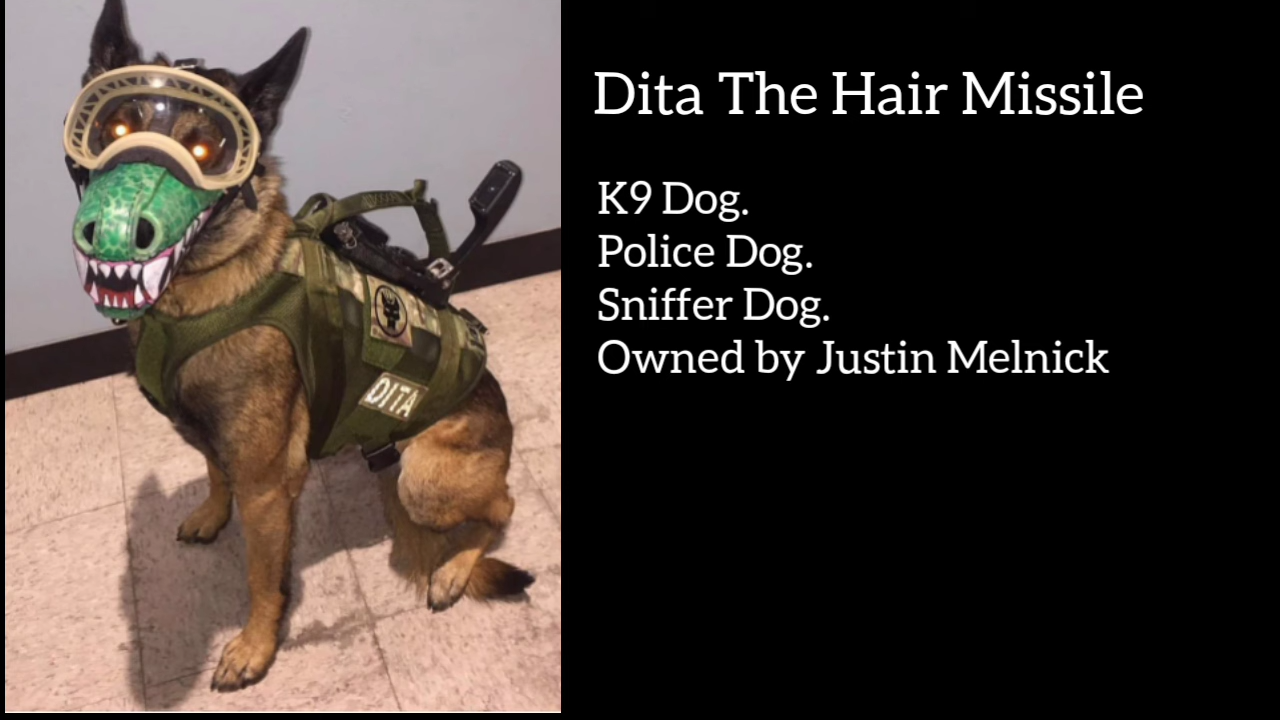 Dita The Hair Missile
K9 Dog.
Police Dog.
Sniffer Dog.
Owned by Justin Melnick
DITA